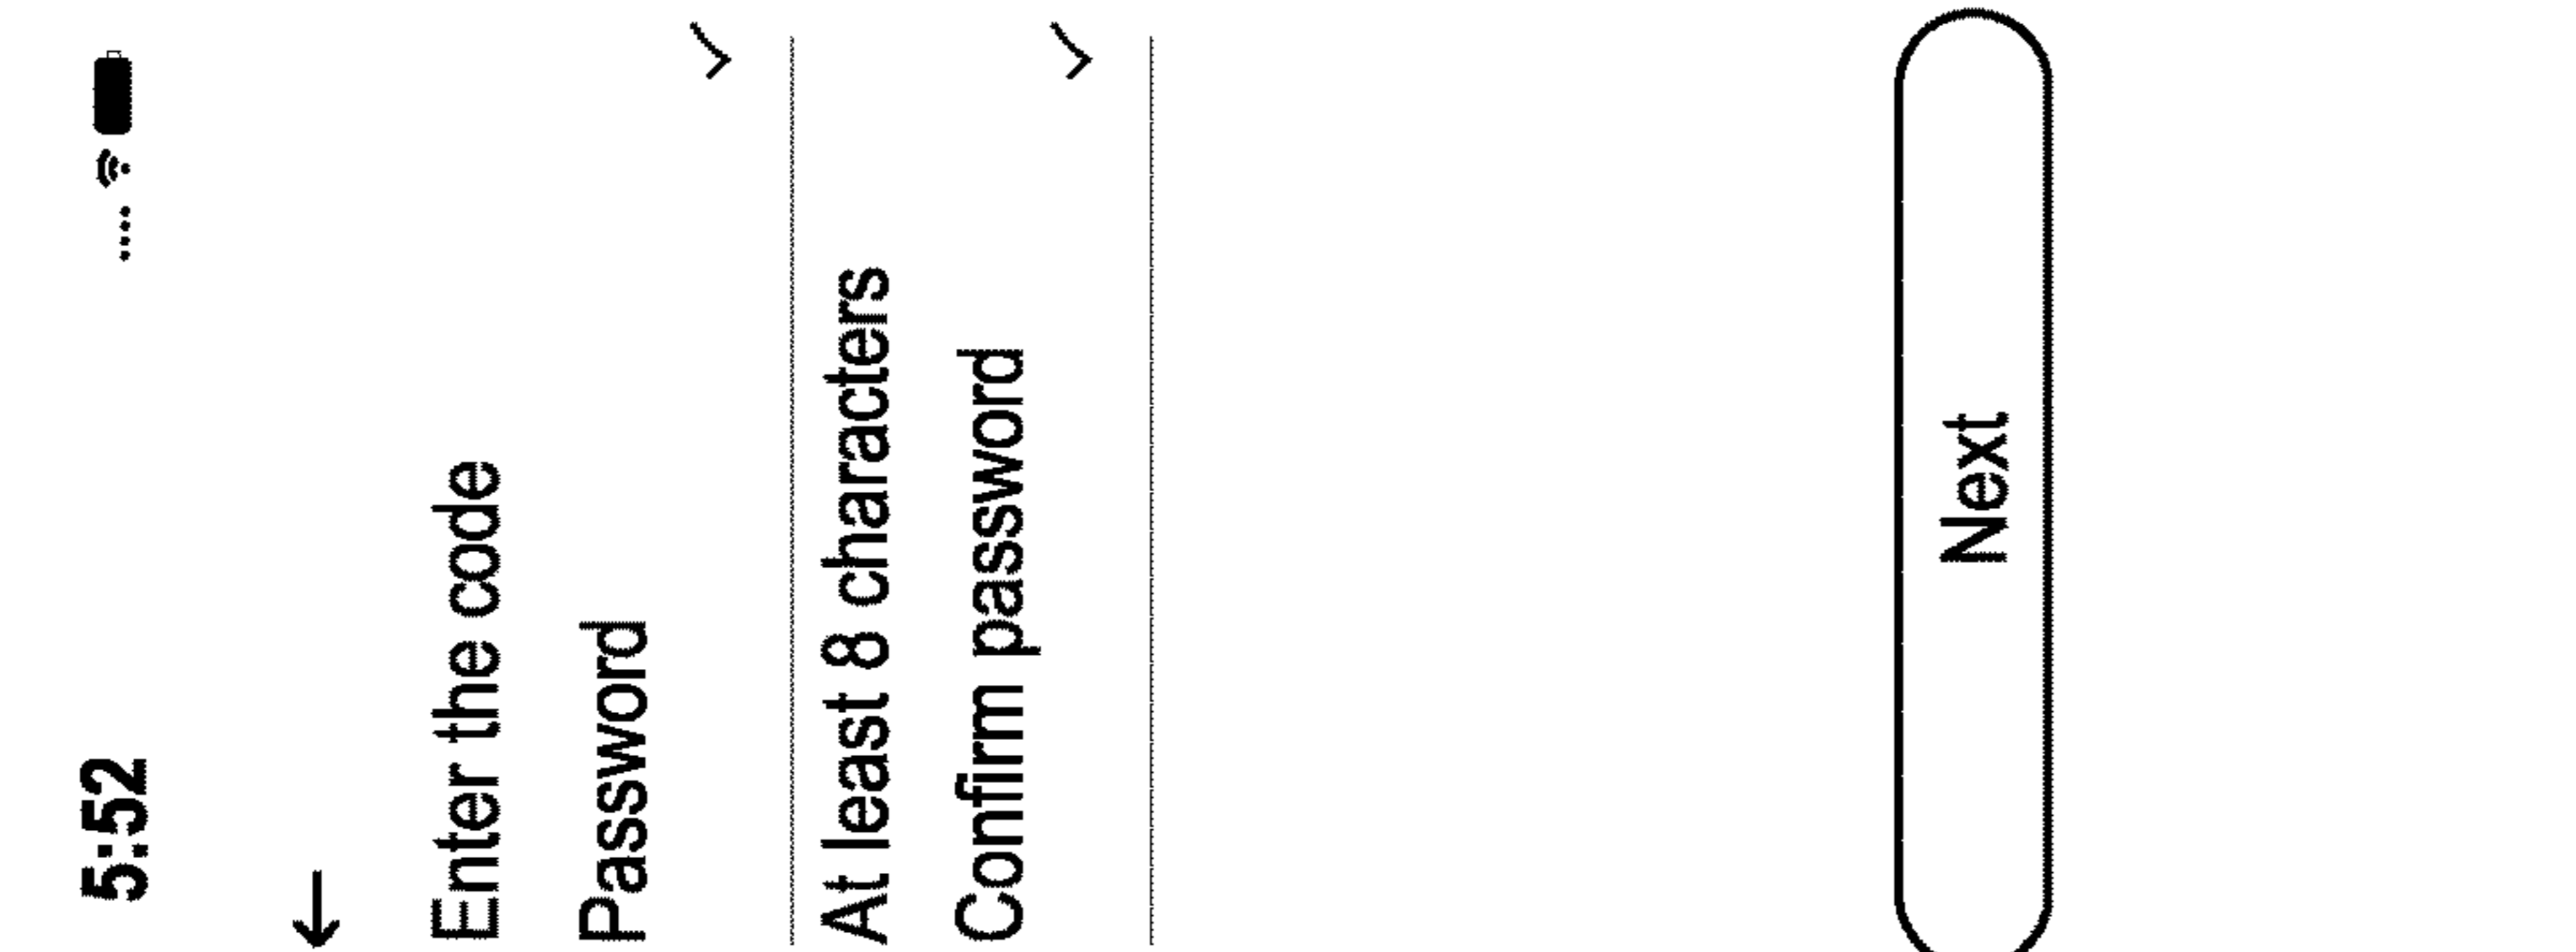 5:52
Enter the code
Password
At least 8 characters
Confirm password
Next